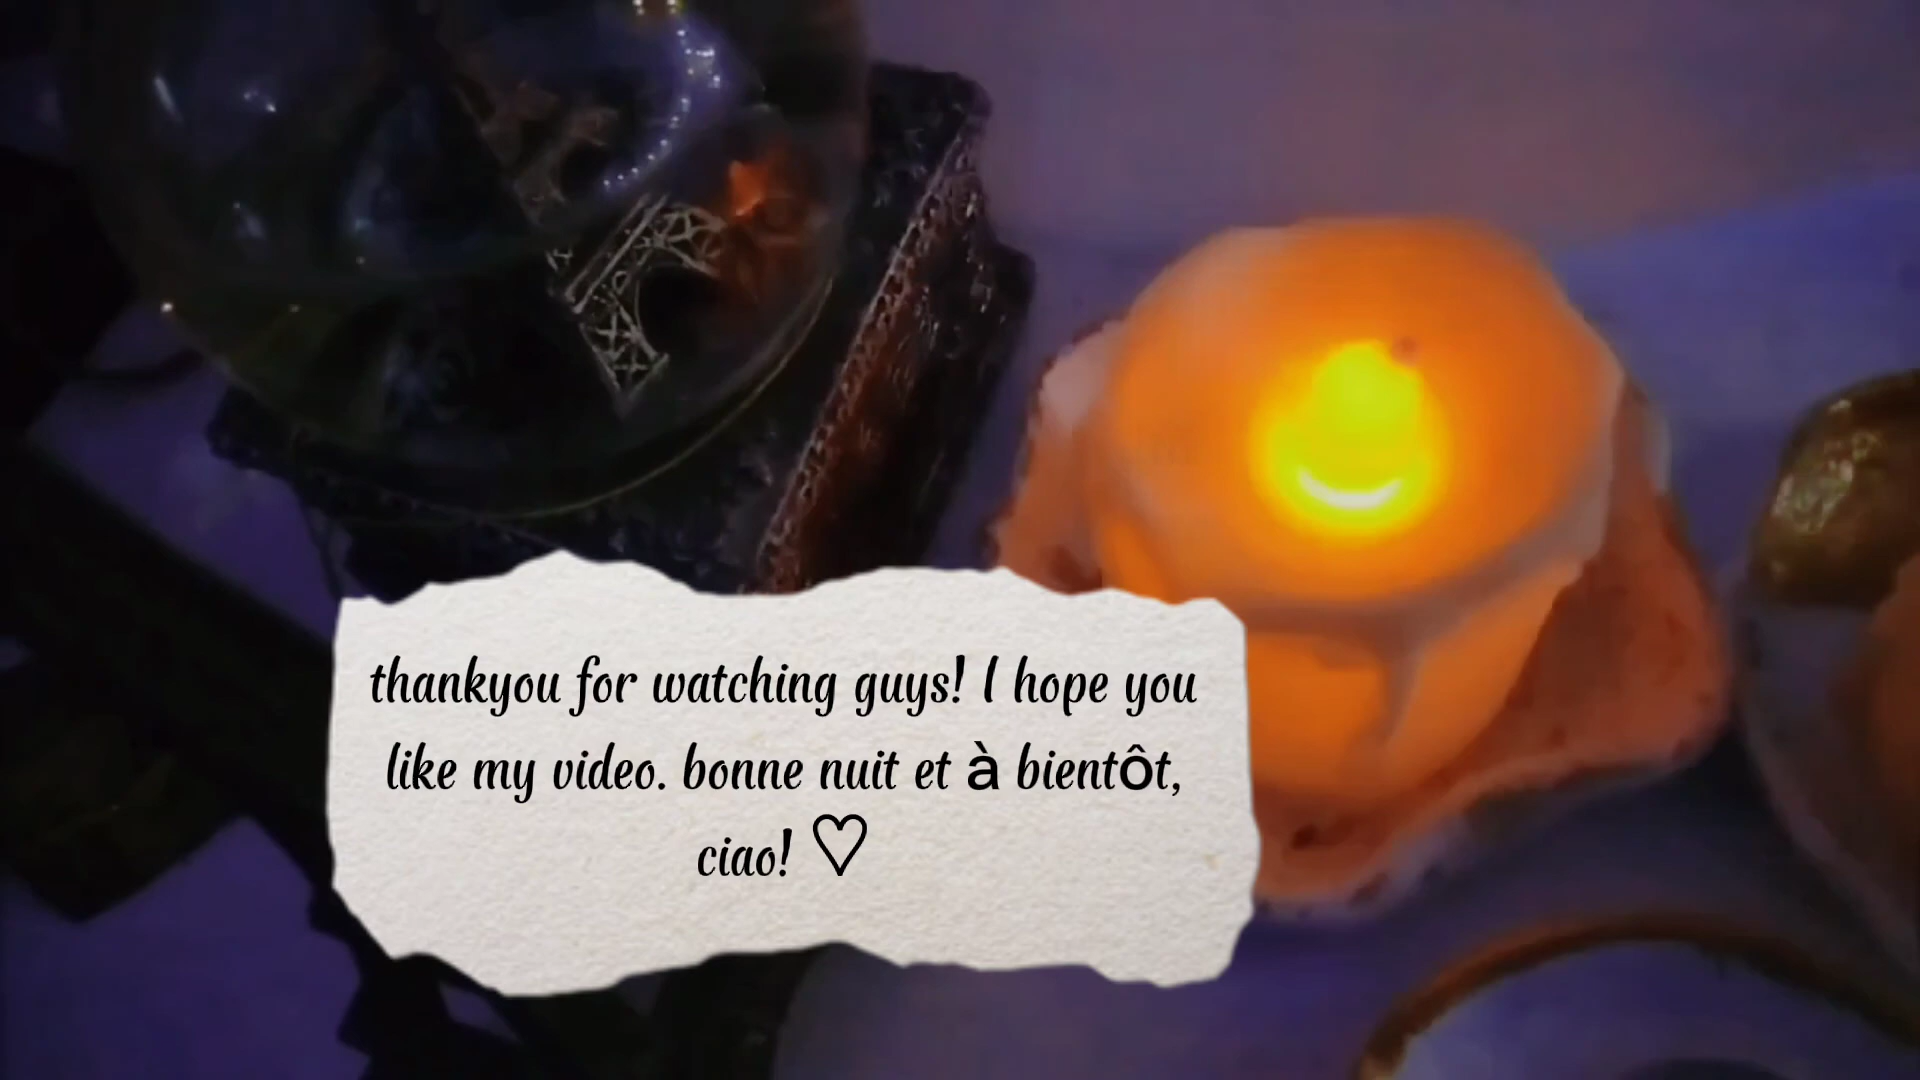 thankyou for watching guys! I hope you
like my video. bonne nuit et à bientôt,
ciao! ♡